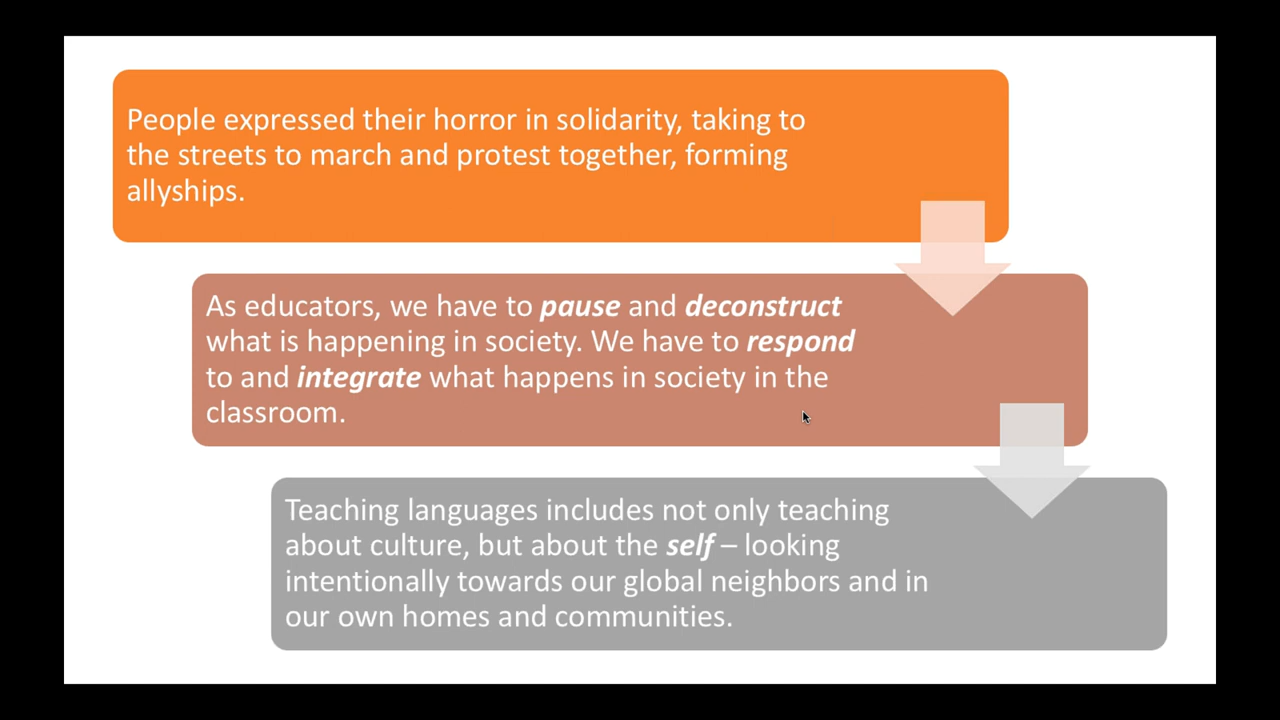 People expressed their horror in solidarity, taking to
the streets to march and protest together, forming
allyships.
As educators, we have to pause and deconstruct
what is happening in society. We have to respond
to and integrate what happens in society in the
classroom.
Teaching languages includes not only teaching
about culture, but about the self – looking
intentionally towards our global neighbors and in
our own homes and communities.